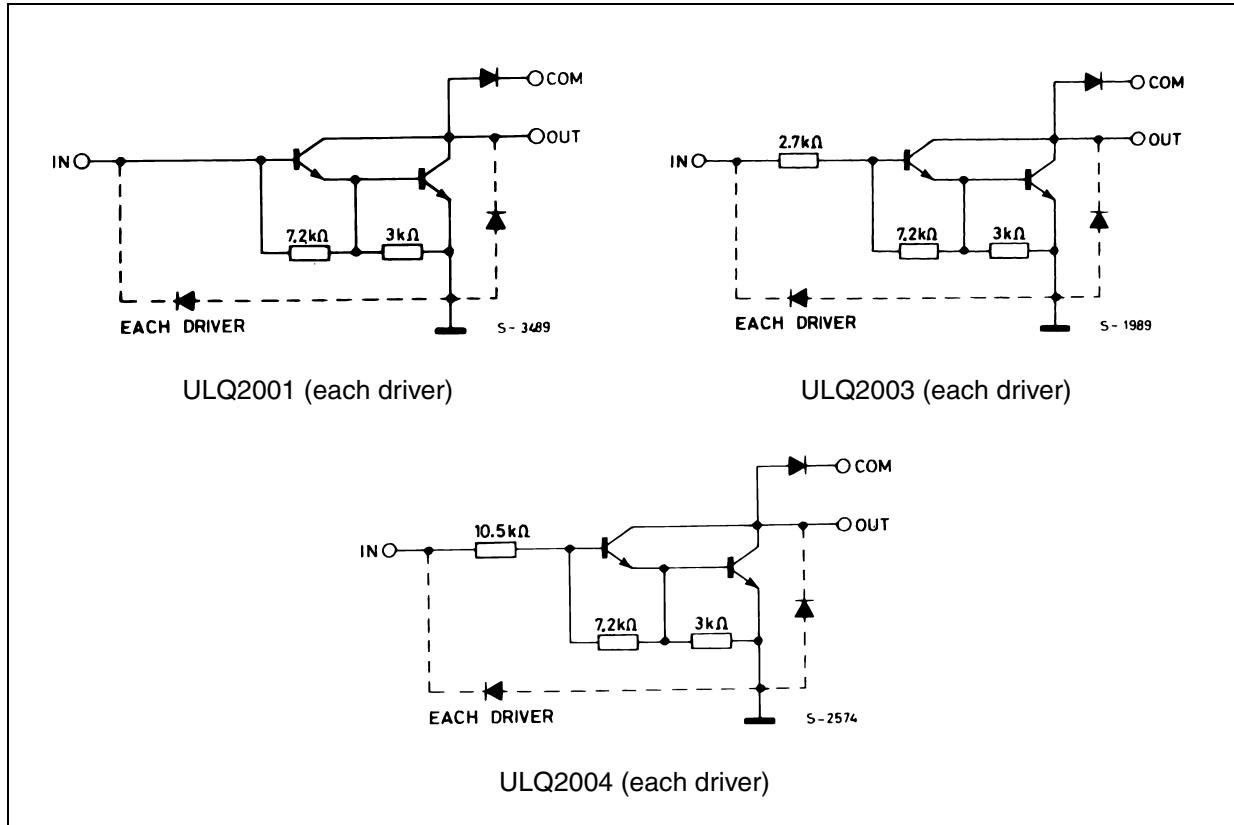 COM
OUT
IN
7.2kΩ 3kΩ
EACH DRIVER
S-3489
ULQ2001 (each driver)
COM
OUT
IN 2.7kΩ
7.2kΩ 3kΩ
EACH DRIVER
S-1989
ULQ2003 (each driver)
COM
OUT
IN 10.5kΩ
7.2kΩ 3kΩ
EACH DRIVER
S-2574
ULQ2004 (each driver)